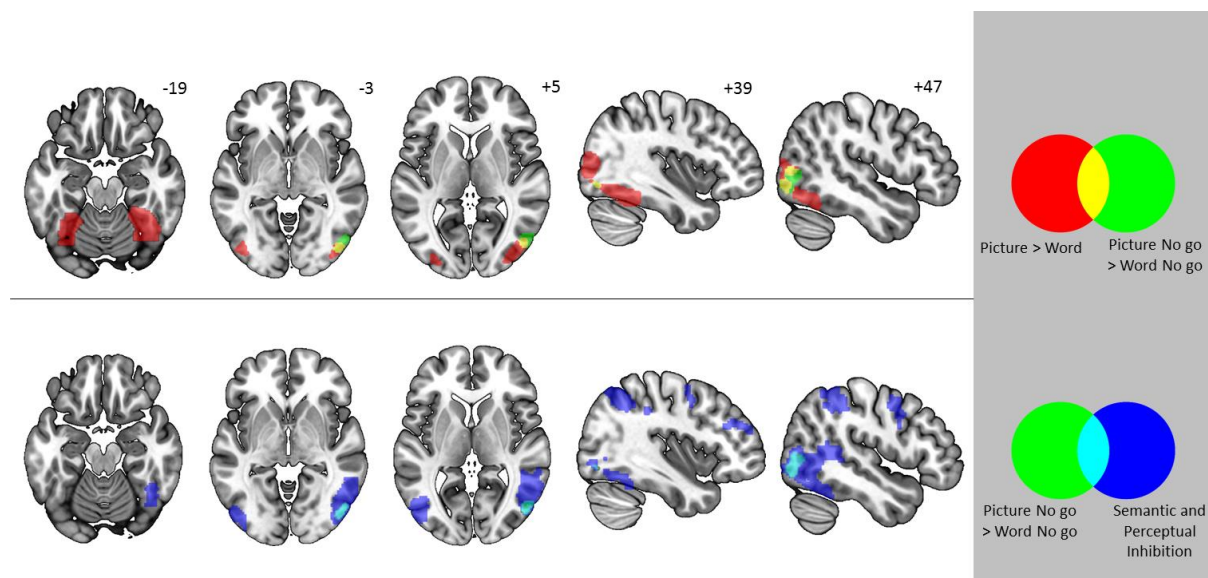 -19
-3
+5
+39
+47
Picture > Word
Picture No go
> Word No go
Picture No go
> Word No go
Semantic and
Perceptual
Inhibition